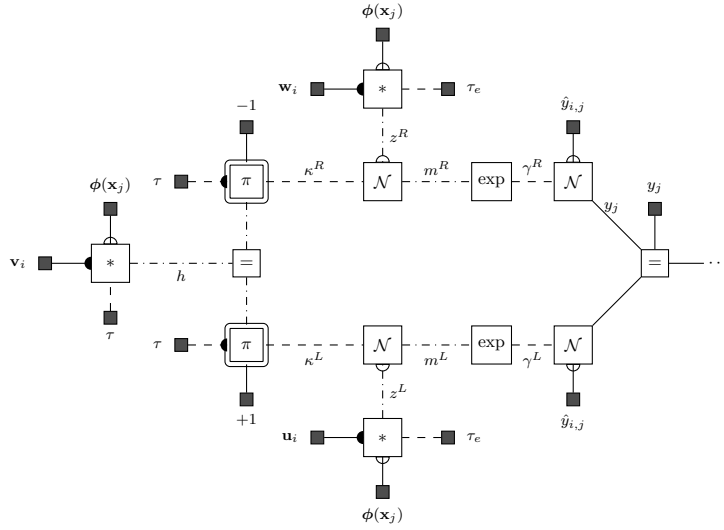 ϕ(x_j)
w_i * τ_e
−1 z^R ŷ_{i,j}
τ π κ^R 𝒩 m^R exp γ^R 𝒩
ϕ(x_j) y_j y_j
v_i * h = = ··
τ
τ π κ^L 𝒩 m^L exp γ^L 𝒩
+1 z^L ŷ_{i,j}
u_i * τ_e
ϕ(x_j)